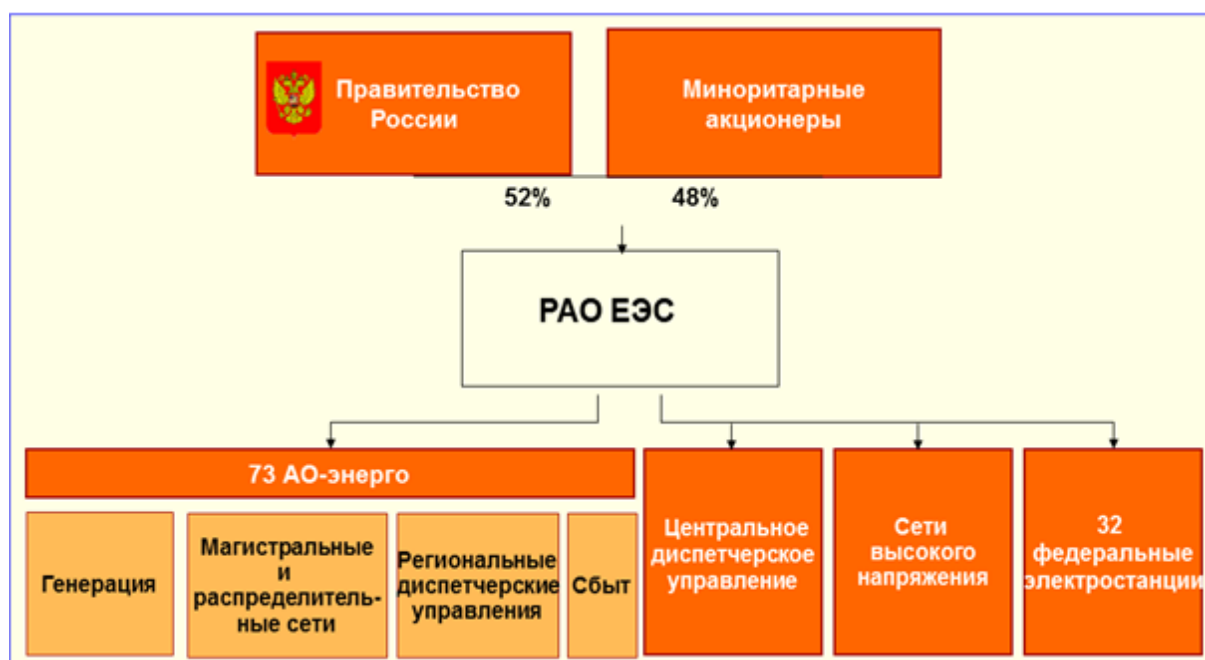 Правительство
России
Миноритарные
акционеры
52%
48%
РАО ЕЭС
73 АО-энерго
Генерация
Магистральные
и
распределитель-
ные сети
Региональные
диспетчерские
управления
Сбыт
Центральное
диспетчерское
управление
Сети
высокого
напряжения
32
федеральные
электростанции